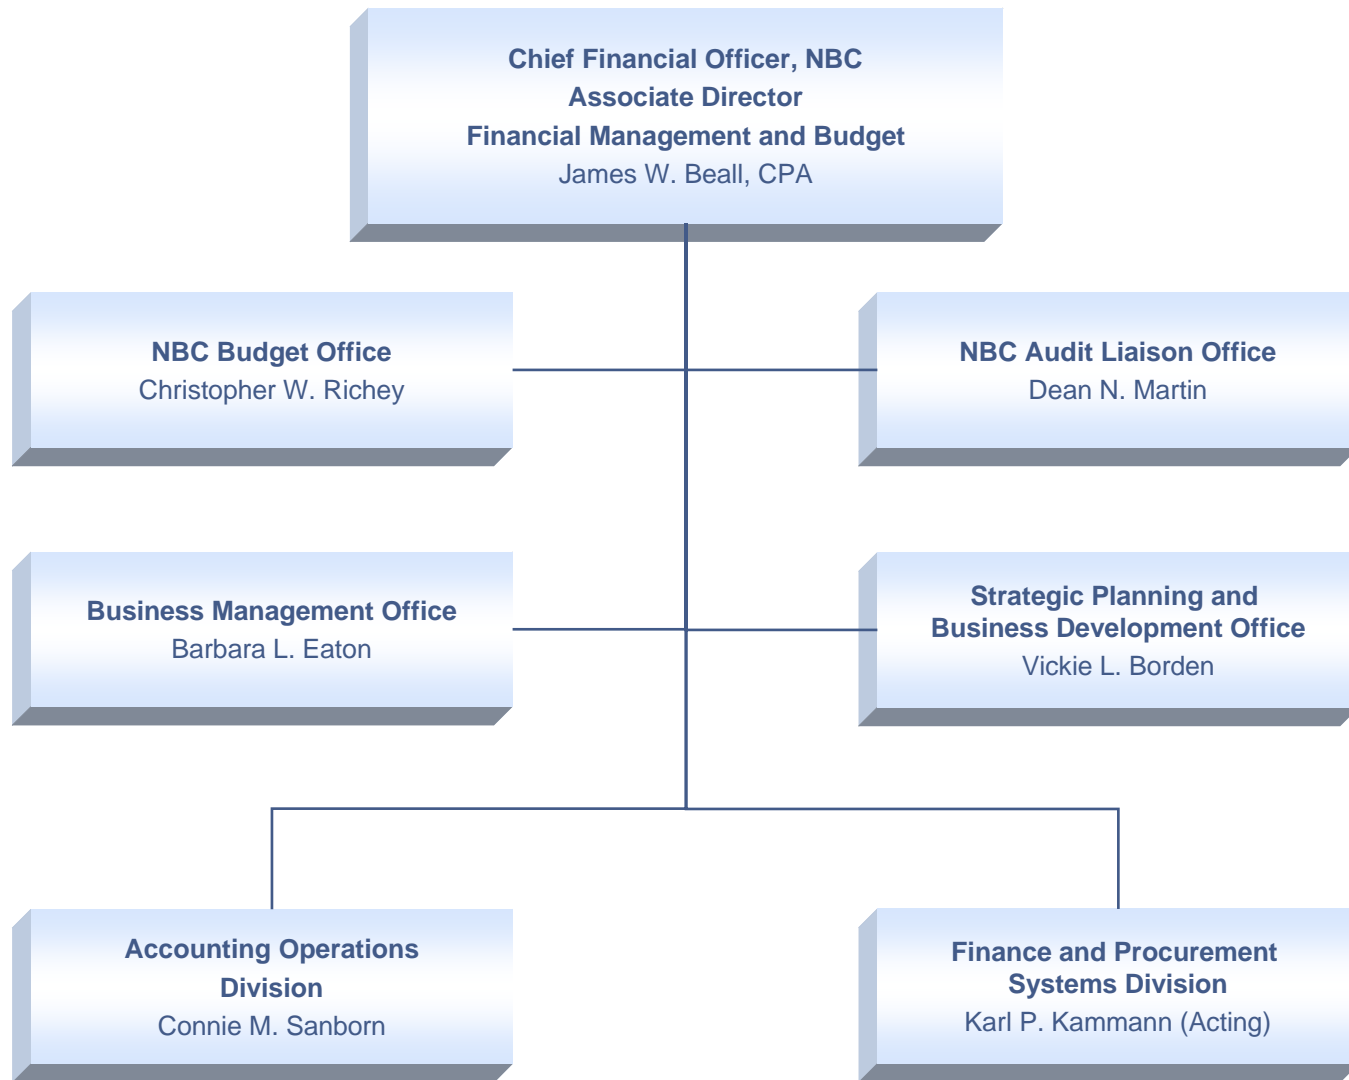 Chief Financial Officer, NBC
Associate Director
Financial Management and Budget
James W. Beall, CPA
NBC Budget Office
Christopher W. Richey
NBC Audit Liaison Office
Dean N. Martin
Business Management Office
Barbara L. Eaton
Strategic Planning and
Business Development Office
Vickie L. Borden
Accounting Operations
Division
Connie M. Sanborn
Finance and Procurement
Systems Division
Karl P. Kammann (Acting)